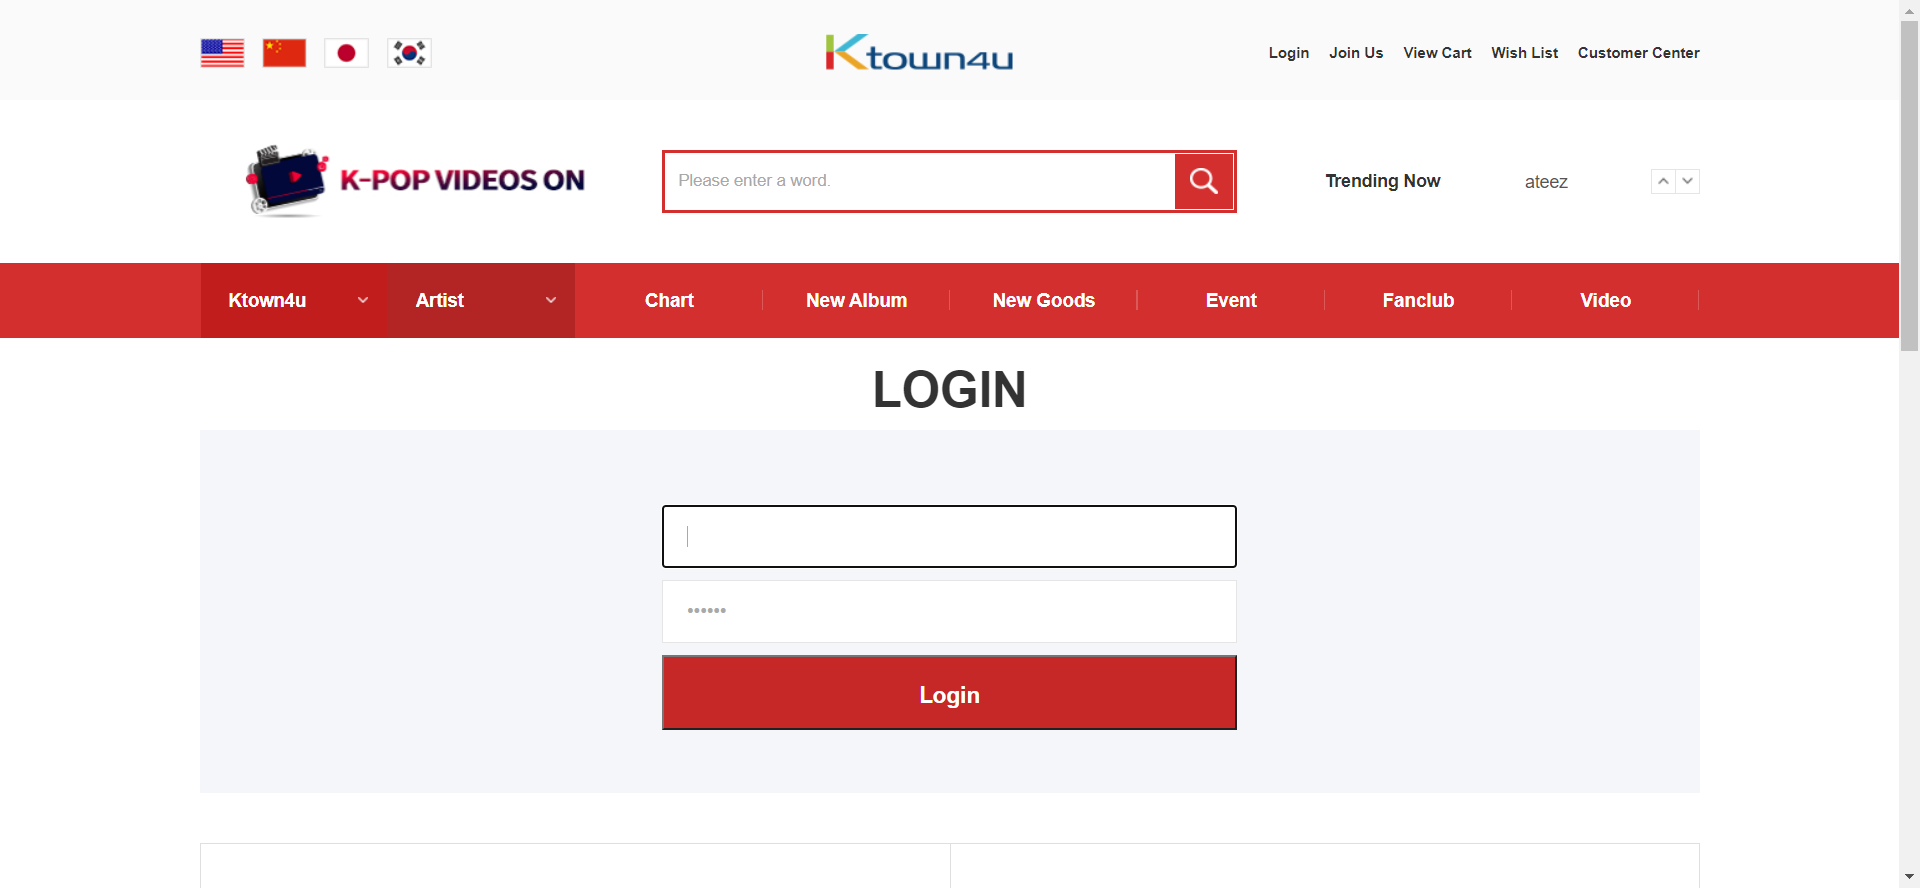 Ktown4u
Login Join Us View Cart Wish List Customer Center
K-POP VIDEOS ON
Please enter a word.
Trending Now ateez
Ktown4u Artist Chart New Album New Goods Event Fanclub Video
LOGIN
••••••
Login